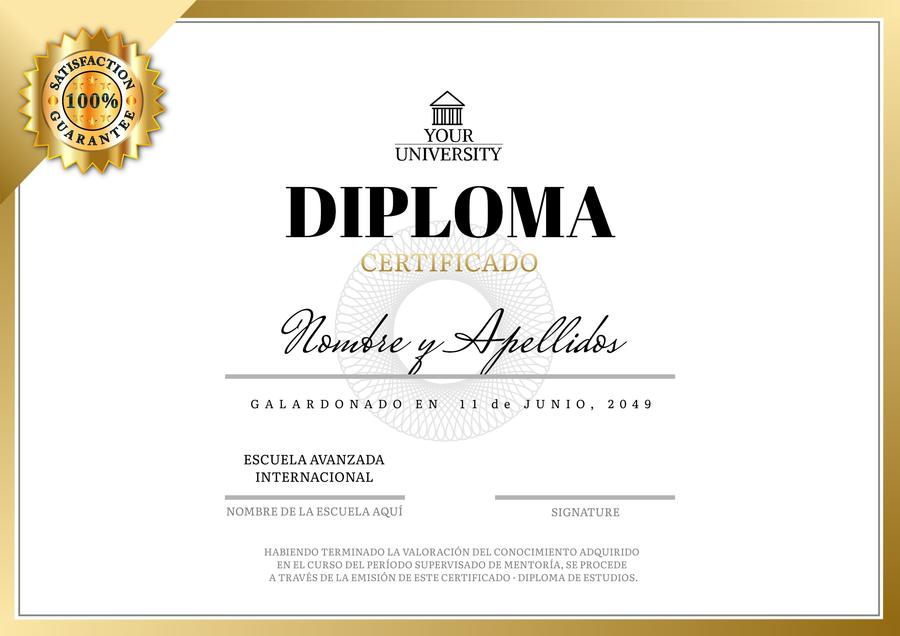 SATISFACTION
100%
GUARANTEE
YOUR
UNIVERSITY
DIPLOMA
CERTIFICADO
Nombre y Apellidos
GALARDONADO EN 11 de JUNIO, 2049
ESCUELA AVANZADA
INTERNACIONAL
NOMBRE DE LA ESCUELA AQUÍ
SIGNATURE
HABIENDO TERMINADO LA VALORACIÓN DEL CONOCIMIENTO ADQUIRIDO
EN EL CURSO DEL PERÍODO SUPERVISADO DE MENTORÍA, SE PROCEDE
A TRAVÉS DE LA EMISIÓN DE ESTE CERTIFICADO - DIPLOMA DE ESTUDIOS.